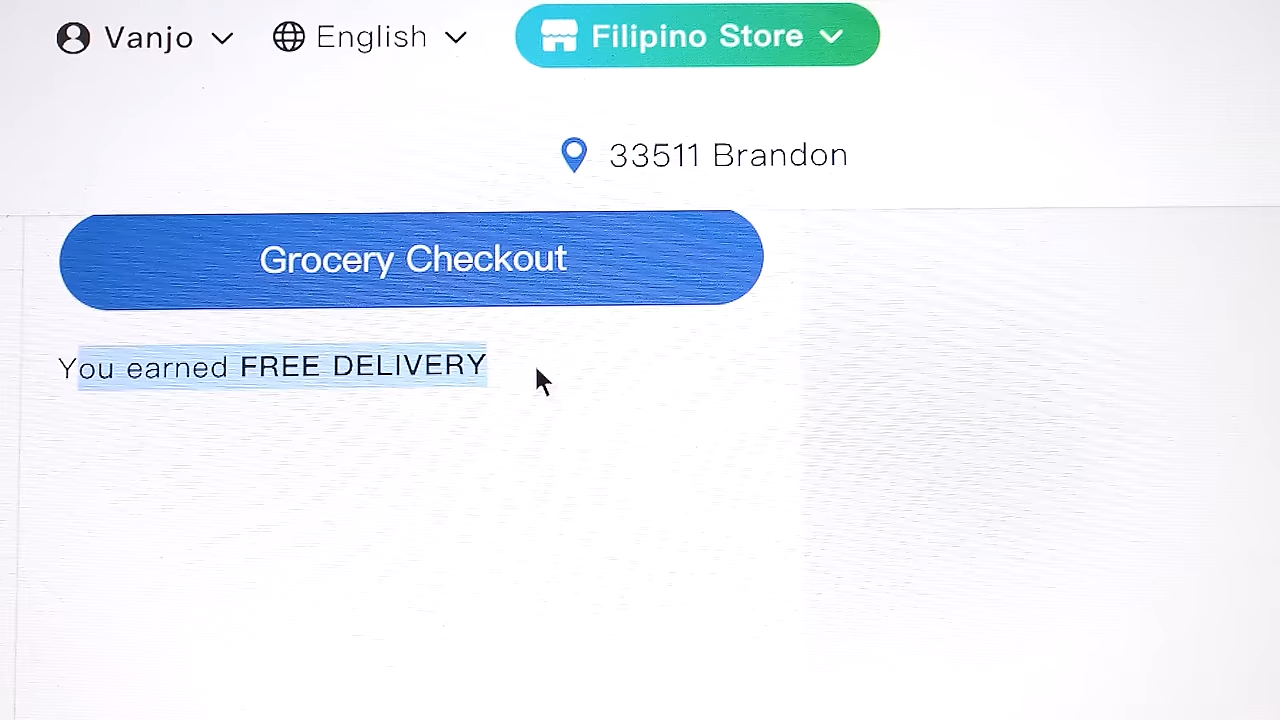 Vanjo English Filipino Store
33511 Brandon
Grocery Checkout
You earned FREE DELIVERY